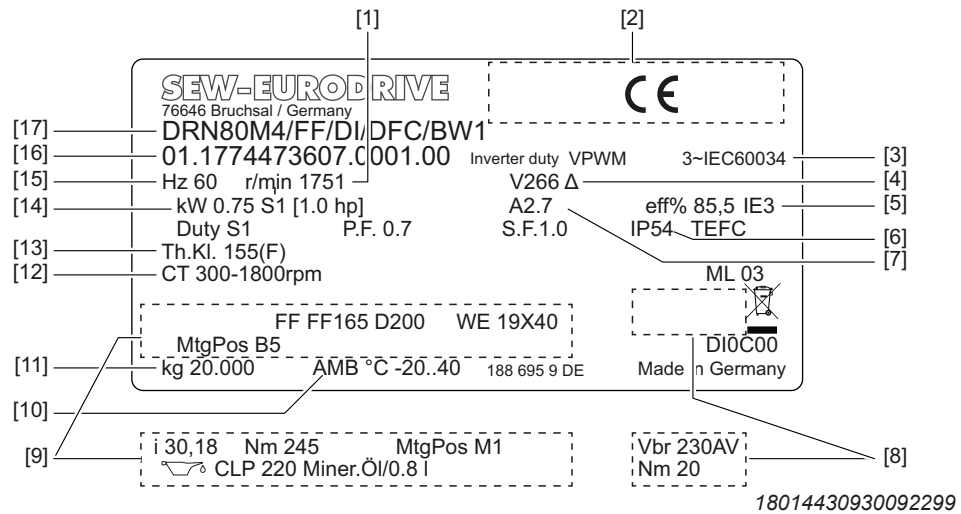 [1] [2]
SEW-EURODRIVE
CE
76646 Bruchsal / Germany
[17] DRN80M4/FF/DI/DFC/BW1
[16] 01.1774473607.0001.00 Inverter duty VPWM 3~IEC60034 [3]
[15] Hz 60 r/min 1751 V266 Δ [4]
[14] kW 0.75 S1 [1.0 hp] A2.7 eff% 85,5 IE3 [5]
Duty S1 P.F. 0.7 S.F.1.0 IP54 TEFC [6]
[13] Th.Kl. 155(F) [7]
[12] CT 300-1800rpm ML 03
FF FF165 D200 WE 19X40
MtgPos B5 DI0C00
[11] kg 20.000 AMB °C -20..40 188 695 9 DE Made in Germany
[10]
[9] i 30,18 Nm 245 MtgPos M1 Vbr 230AV [8]
CLP 220 Miner.Öl/0.8 l Nm 20
18014430930092299